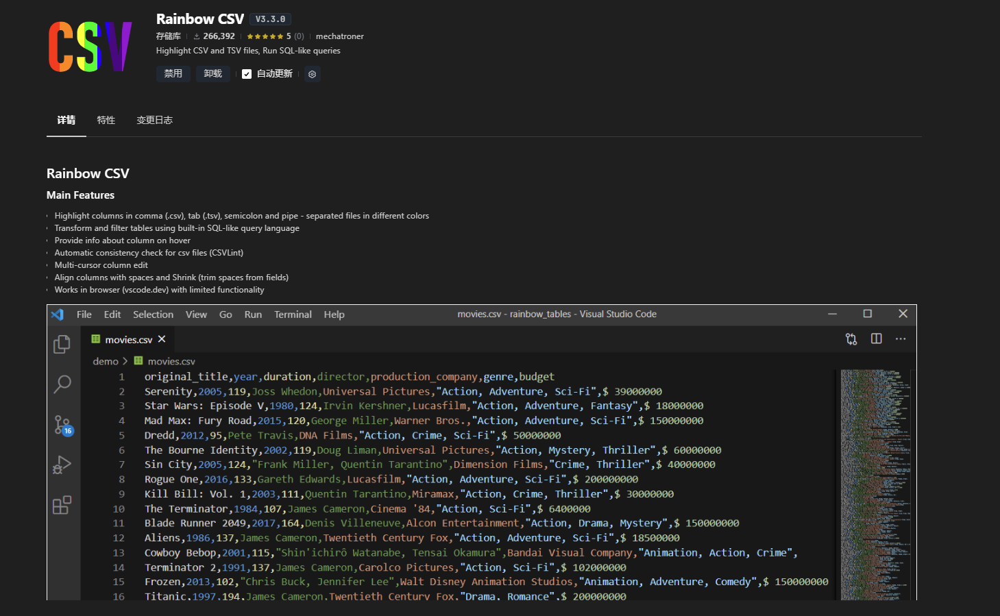 CSV
Rainbow CSV V3.3.0
存储库 266,392 ★★★★★ 5 (0) mechatroner
Highlight CSV and TSV files, Run SQL-like queries
禁用 卸载 自动更新
详情 特性 变更日志
Rainbow CSV
Main Features
• Highlight columns in comma (.csv), tab (.tsv), semicolon and pipe - separated files in different colors
• Transform and filter tables using built-in SQL-like query language
• Provide info about column on hover
• Automatic consistency check for csv files (CSVLint)
• Multi-cursor column edit
• Align columns with spaces and Shrink (trim spaces from fields)
• Works in browser (vscode.dev) with limited functionality
File Edit Selection View Go Run Terminal Help movies.csv - rainbow_tables - Visual Studio Code
movies.csv
demo > movies.csv
1 original_title,year,duration,director,production_company,genre,budget
2 Serenity,2005,119,Joss Whedon,Universal Pictures,"Action, Adventure, Sci-Fi",$ 39000000
3 Star Wars: Episode V,1980,124,Irvin Kershner,Lucasfilm,"Action, Adventure, Fantasy",$ 18000000
4 Mad Max: Fury Road,2015,120,George Miller,Warner Bros.,"Action, Adventure, Sci-Fi",$ 150000000
5 Dredd,2012,95,Pete Travis,DNA Films,"Action, Crime, Sci-Fi",$ 50000000
6 The Bourne Identity,2002,119,Doug Liman,Universal Pictures,"Action, Mystery, Thriller",$ 60000000
7 Sin City,2005,124,"Frank Miller, Quentin Tarantino",Dimension Films,"Crime, Thriller",$ 40000000
8 Rogue One,2016,133,Gareth Edwards,Lucasfilm,"Action, Adventure, Sci-Fi",$ 200000000
9 Kill Bill: Vol. 1,2003,111,Quentin Tarantino,Miramax,"Action, Crime, Thriller",$ 30000000
10 The Terminator,1984,107,James Cameron,Cinema '84,"Action, Sci-Fi",$ 6400000
11 Blade Runner 2049,2017,164,Denis Villeneuve,Alcon Entertainment,"Action, Drama, Mystery",$ 150000000
12 Aliens,1986,137,James Cameron,Twentieth Century Fox,"Action, Adventure, Sci-Fi",$ 18500000
13 Cowboy Bebop,2001,115,"Shin'ichirô Watanabe, Tensai Okamura",Bandai Visual Company,"Animation, Action, Crime",
14 Terminator 2,1991,137,James Cameron,Carolco Pictures,"Action, Sci-Fi",$ 102000000
15 Frozen,2013,102,"Chris Buck, Jennifer Lee",Walt Disney Animation Studios,"Animation, Adventure, Comedy",$ 150000000
16 Titanic,1997,194,James Cameron,Twentieth Century Fox,"Drama, Romance",$ 200000000
16